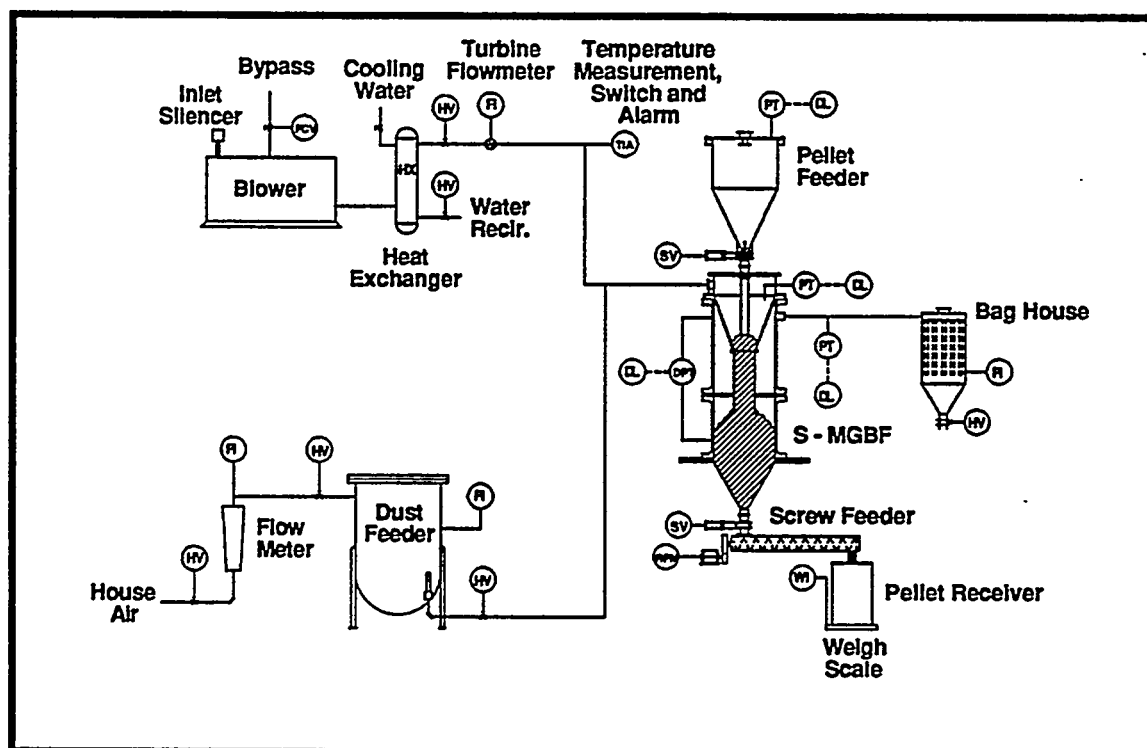 Bypass
Inlet
Silencer
PCV
Blower
Cooling
Water
HV
HX
HV
Water
Recir.
Heat
Exchanger
Turbine
Flowmeter
FI
Temperature
Measurement,
Switch and
Alarm
TIA
PT
DL
Pellet
Feeder
SV
PT
DL
Bag House
PT
DL
PI
HV
DL
DPT
S - MGBF
SV
Screw Feeder
WI
Pellet Receiver
Weigh
Scale
FI
HV
Flow
Meter
HV
House
Air
Dust
Feeder
PI
HV